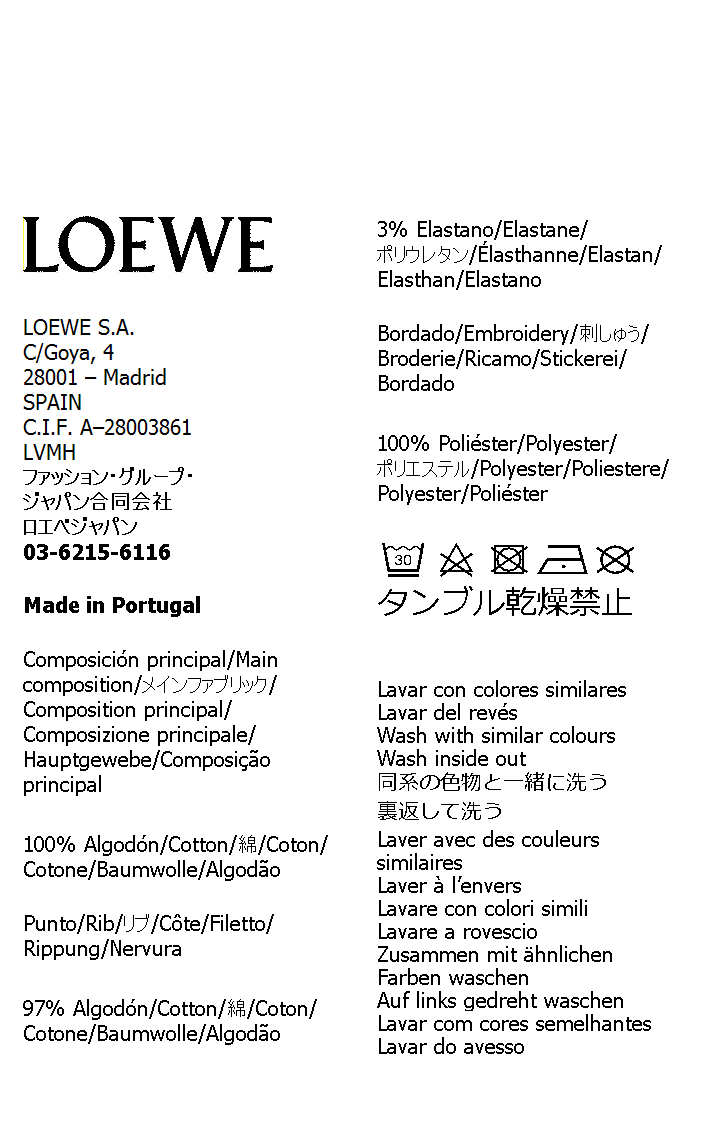 LOEWE
LOEWE S.A.
C/Goya, 4
28001 – Madrid
SPAIN
C.I.F. A–28003861
LVMH
ファッション・グループ・
ジャパン合同会社
ロエベジャパン
03-6215-6116
Made in Portugal
Composición principal/Main
composition/メインファブリック/
Composition principal/
Composizione principale/
Hauptgewebe/Composição
principal
100% Algodón/Cotton/綿/Coton/
Cotone/Baumwolle/Algodão
Punto/Rib/リブ/Côte/Filetto/
Rippung/Nervura
97% Algodón/Cotton/綿/Coton/
Cotone/Baumwolle/Algodão
3% Elastano/Elastane/
ポリウレタン/Élasthanne/Elastan/
Elasthan/Elastano
Bordado/Embroidery/刺しゅう/
Broderie/Ricamo/Stickerei/
Bordado
100% Poliéster/Polyester/
ポリエステル/Polyester/Poliestere/
Polyester/Poliéster
30
タンブル乾燥禁止
Lavar con colores similares
Lavar del revés
Wash with similar colours
Wash inside out
同系の色物と一緒に洗う
裏返して洗う
Laver avec des couleurs
similaires
Laver à l'envers
Lavare con colori simili
Lavare a rovescio
Zusammen mit ähnlichen
Farben waschen
Auf links gedreht waschen
Lavar com cores semelhantes
Lavar do avesso